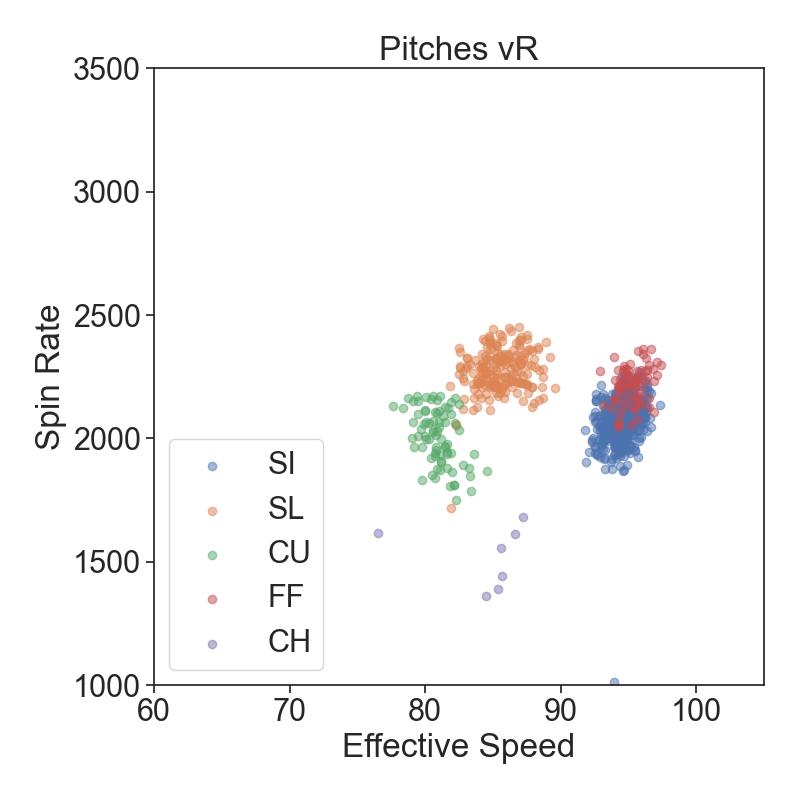 Pitches vR
3500
3000
2500
2000
1500
1000
Spin Rate
SI
SL
CU
FF
CH
60 70 80 90 100
Effective Speed